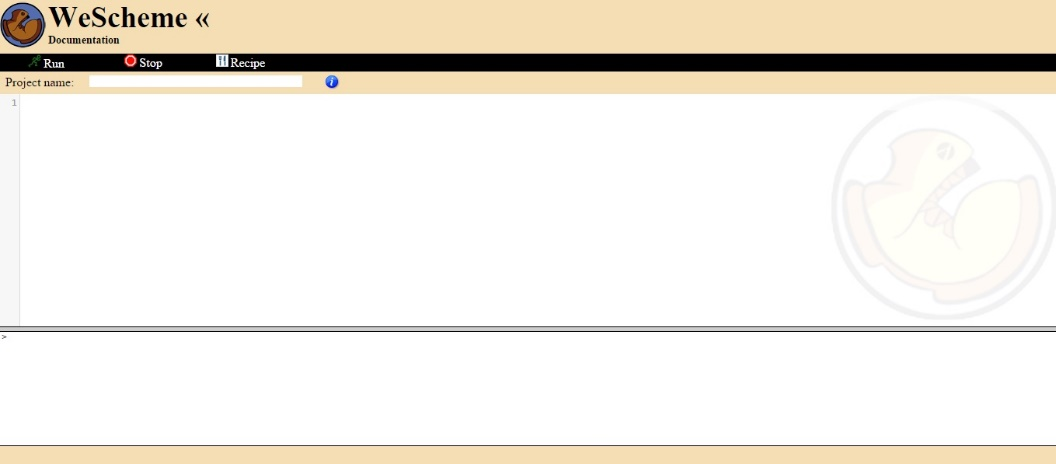 WeScheme «
Documentation
Run Stop Recipe
Project name: i
1
>